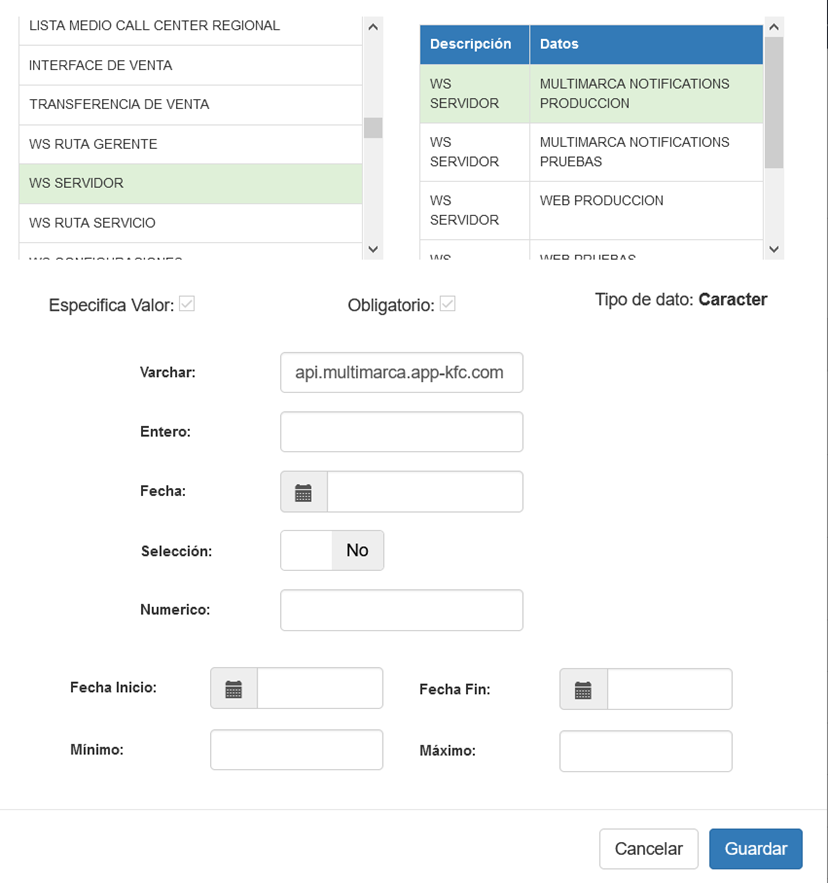 LISTA MEDIO CALL CENTER REGIONAL
INTERFACE DE VENTA
TRANSFERENCIA DE VENTA
WS RUTA GERENTE
WS SERVIDOR
WS RUTA SERVICIO
WS CONFIGURACIONES
Descripción Datos
WS SERVIDOR MULTIMARCA NOTIFICATIONS
PRODUCCION
WS SERVIDOR MULTIMARCA NOTIFICATIONS
PRUEBAS
WS SERVIDOR WEB PRODUCCION
WS WEB PRUEBAS
Especifica Valor: Obligatorio: Tipo de dato: Caracter
Varchar: api.multimarca.app-kfc.com
Entero:
Fecha:
Selección: No
Numerico:
Fecha Inicio: Fecha Fin:
Mínimo: Máximo:
Cancelar Guardar